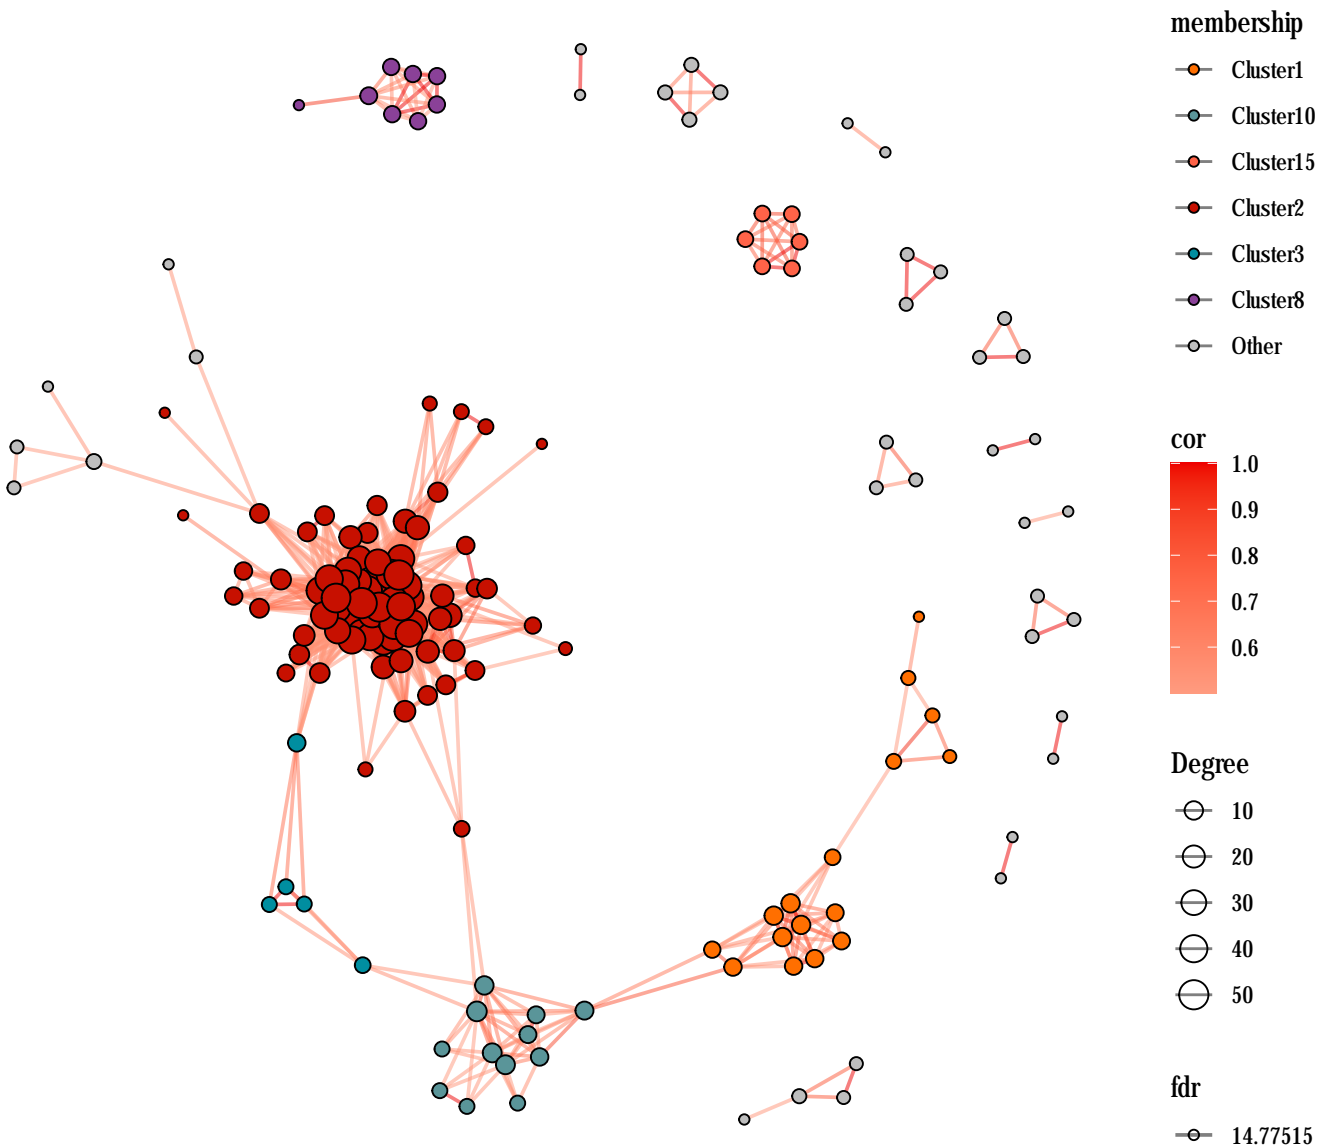 membership
Cluster1
Cluster10
Cluster15
Cluster2
Cluster3
Cluster8
Other
cor
1.0
0.9
0.8
0.7
0.6
Degree
10
20
30
40
50
fdr
14.77515